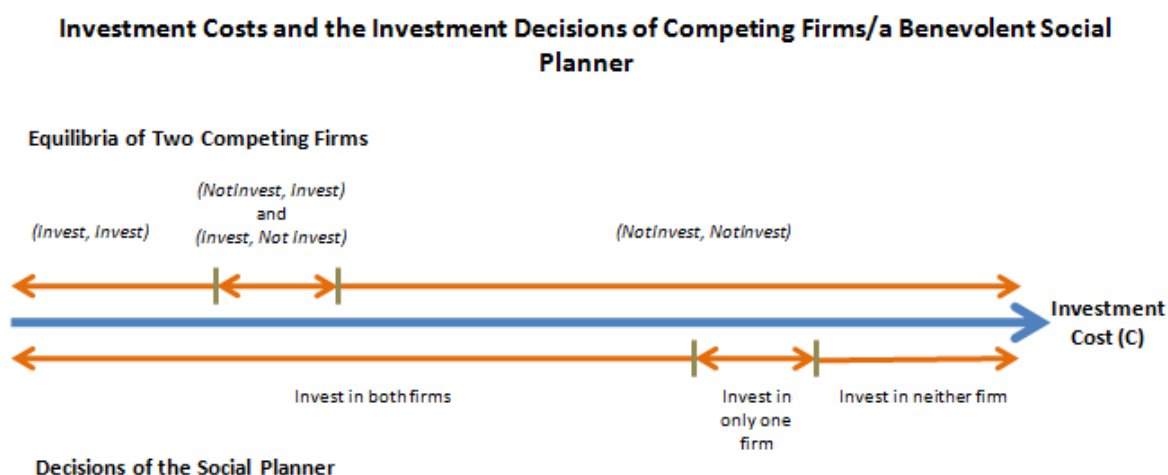 Investment Costs and the Investment Decisions of Competing Firms/a Benevolent Social
Planner
Equilibria of Two Competing Firms
(NotInvest, Invest)
and
(Invest, Not Invest)
(Invest, Invest)
(NotInvest, NotInvest)
Investment
Cost (C)
Invest in both firms
Invest in
only one
firm
Invest in neither firm
Decisions of the Social Planner